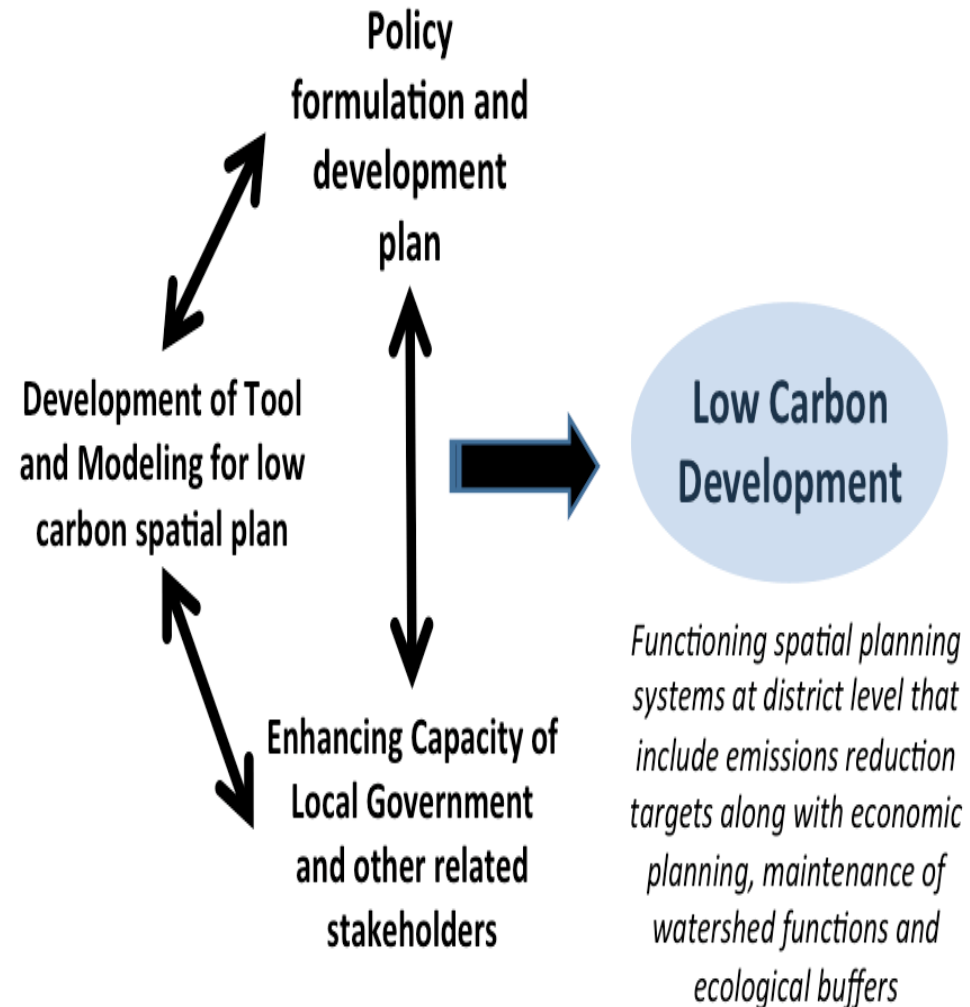 Policy
formulation and
development
plan
Development of Tool
and Modeling for low
carbon spatial plan
Enhancing Capacity of
Local Government
and other related
stakeholders
Low Carbon
Development
Functioning spatial planning
systems at district level that
include emissions reduction
targets along with economic
planning, maintenance of
watershed functions and
ecological buffers